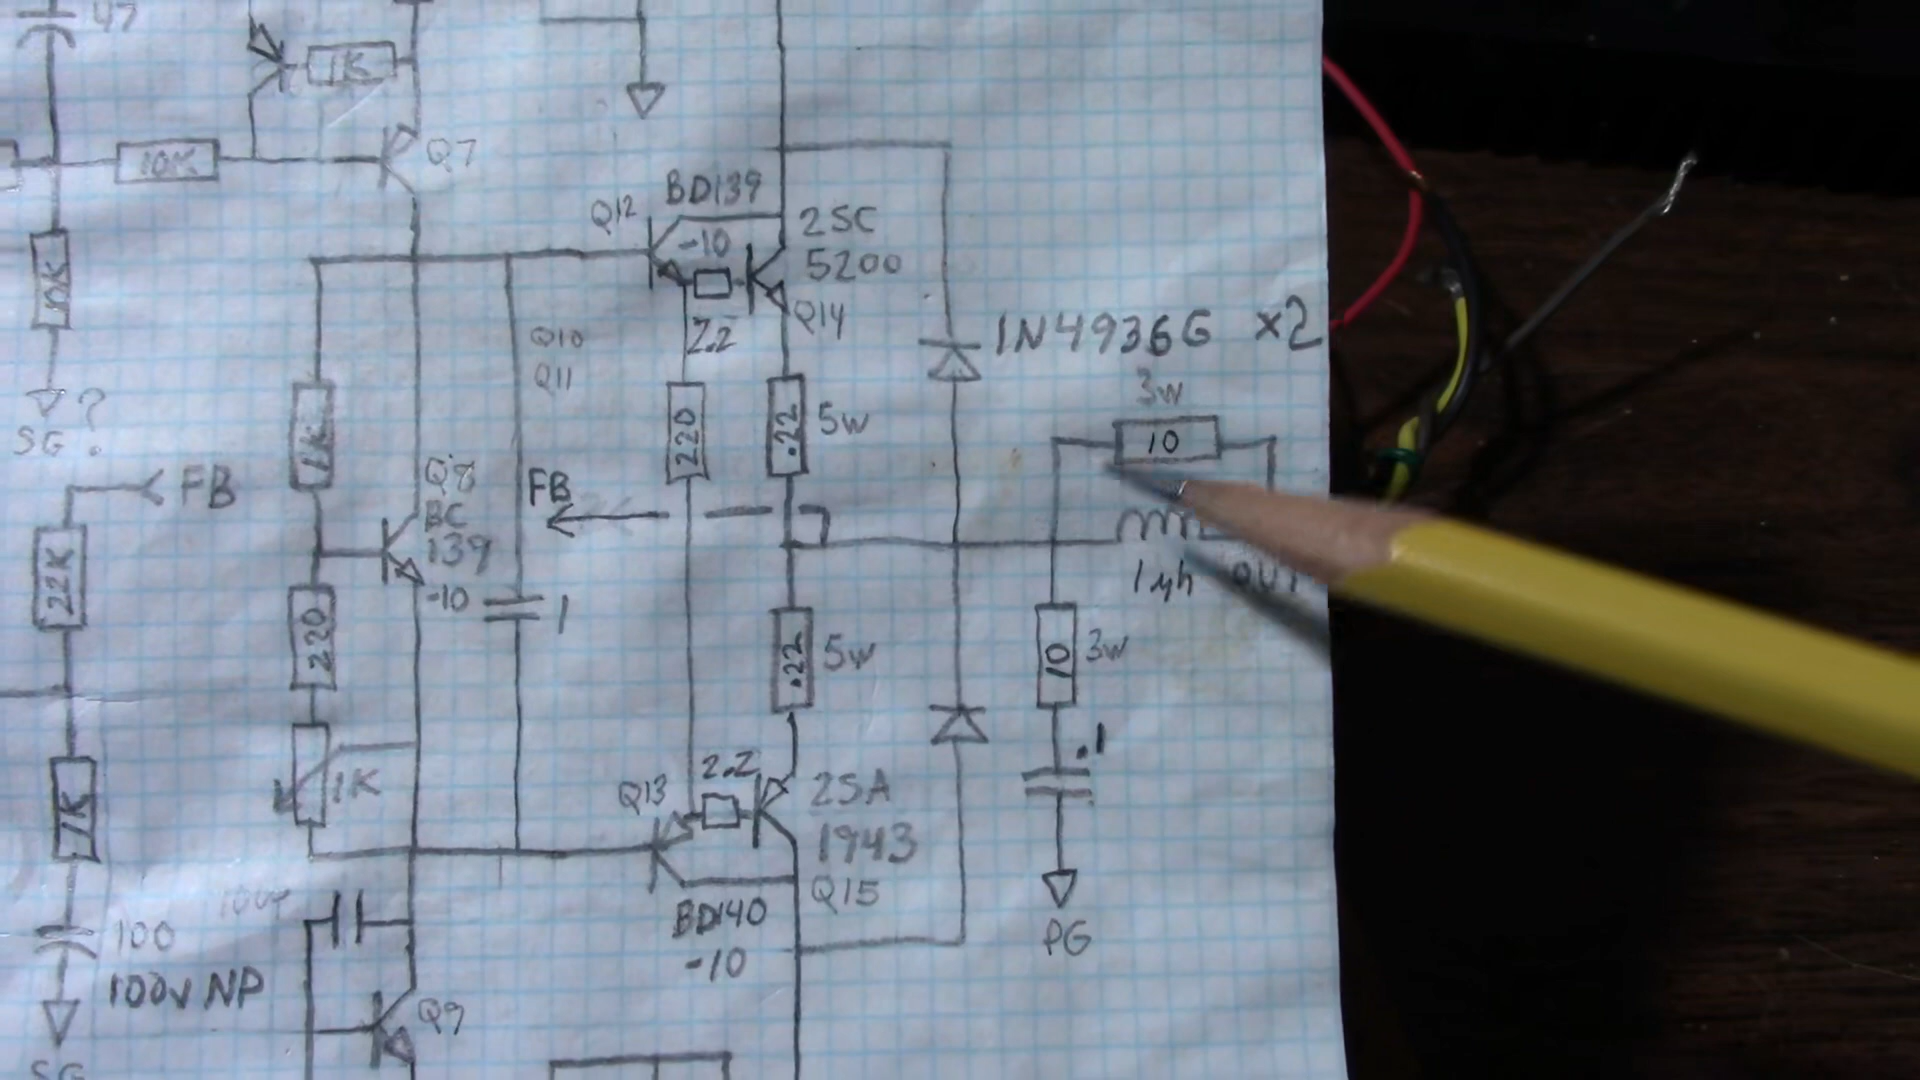 47
1K
10K
Q7
1K
SG ?
FB
22K
1K
100
100V NP
SG
1K
Q8
BC
139
-10
220
1K
Q9
Q10
Q11
FB
1
Q12
BD139
-10
2.2
2SC
5200
Q14
220
.22
5W
.22
5W
2.2
Q13
2SA
1943
Q15
BD140
-10
1N4936G x2
3W
10
1µh
OUT
10
3W
.1
PG